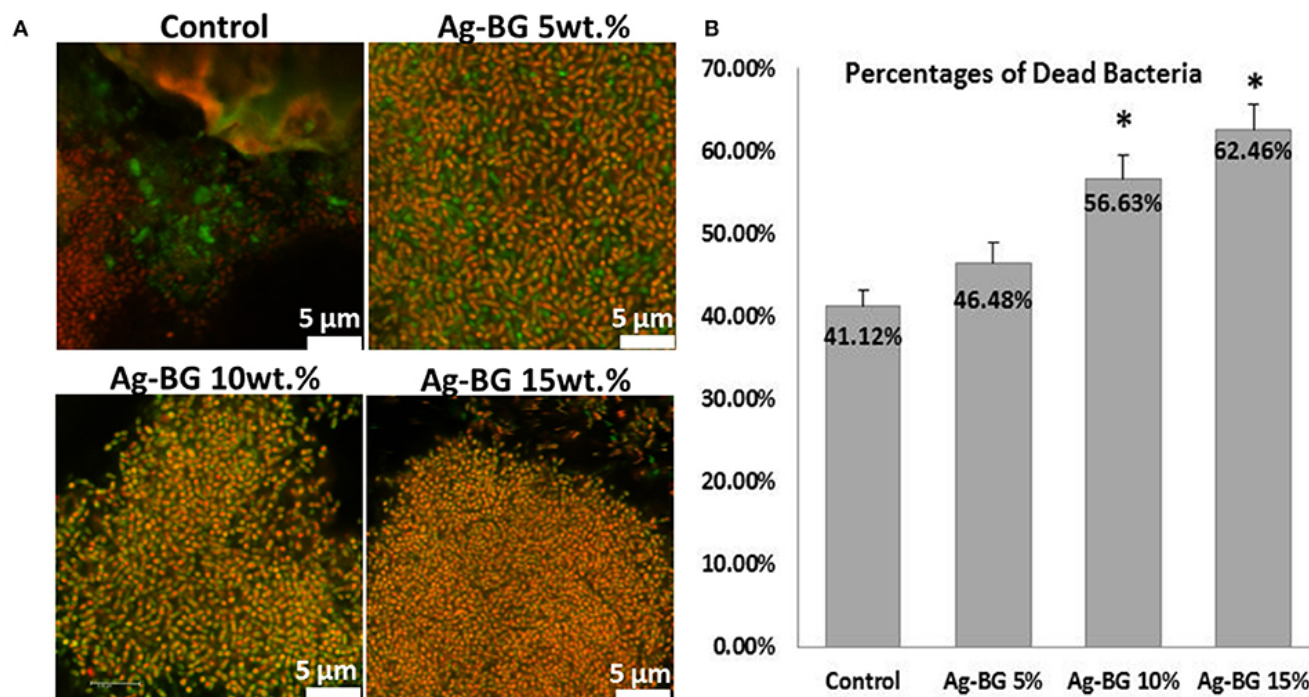 A
Control
Ag-BG 5wt.%
5 µm
5 µm
Ag-BG 10wt.%
Ag-BG 15wt.%
5 µm
5 µm
B
Percentages of Dead Bacteria
70.00%
60.00%
50.00%
40.00%
30.00%
20.00%
10.00%
0.00%
41.12%
46.48%
*
56.63%
*
62.46%
Control
Ag-BG 5%
Ag-BG 10%
Ag-BG 15%